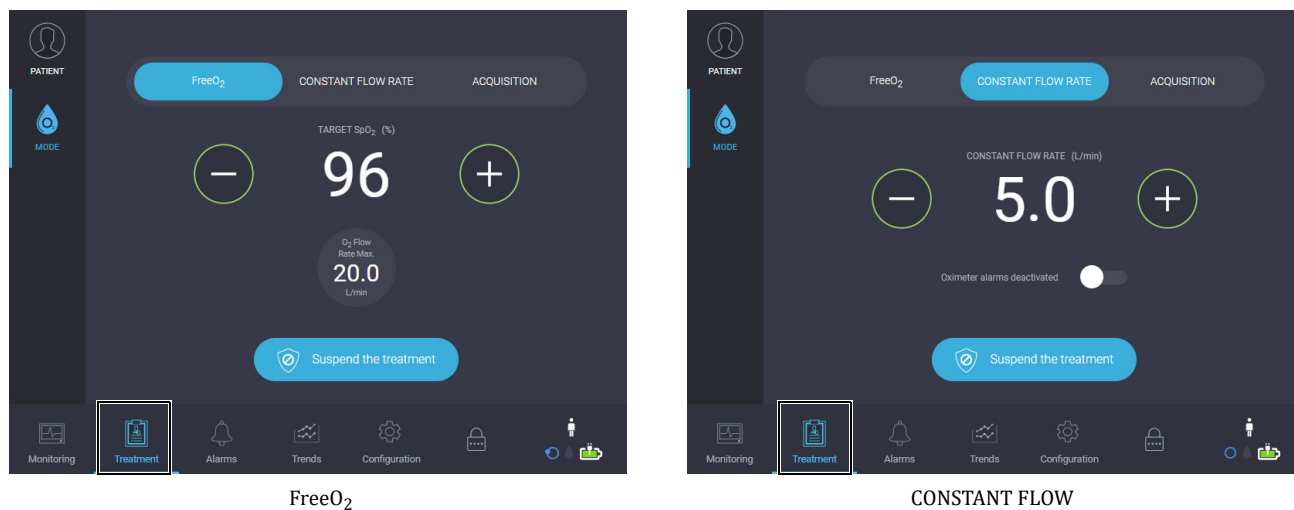 PATIENT
MODE
FreeO₂ CONSTANT FLOW RATE ACQUISITION
TARGET SpO₂ (%)
96
O₂ Flow
Rate Max.
20.0
L/min
Suspend the treatment
Monitoring Treatment Alarms Trends Configuration
FreeO₂
PATIENT
MODE
FreeO₂ CONSTANT FLOW RATE ACQUISITION
CONSTANT FLOW RATE (L/min)
5.0
Oximeter alarms deactivated
Suspend the treatment
Monitoring Treatment Alarms Trends Configuration
CONSTANT FLOW